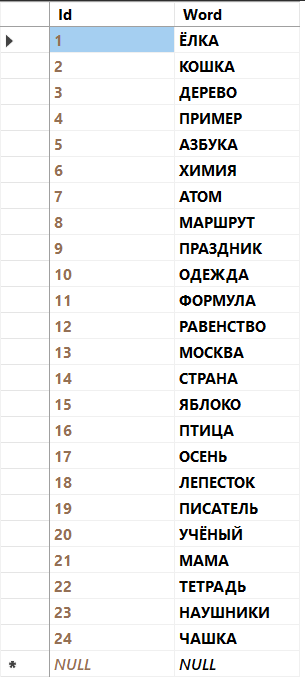 Id Word
1 ЁЛКА
2 КОШКА
3 ДЕРЕВО
4 ПРИМЕР
5 АЗБУКА
6 ХИМИЯ
7 АТОМ
8 МАРШРУТ
9 ПРАЗДНИК
10 ОДЕЖДА
11 ФОРМУЛА
12 РАВЕНСТВО
13 МОСКВА
14 СТРАНА
15 ЯБЛОКО
16 ПТИЦА
17 ОСЕНЬ
18 ЛЕПЕСТОК
19 ПИСАТЕЛЬ
20 УЧЁНЫЙ
21 МАМА
22 ТЕТРАДЬ
23 НАУШНИКИ
24 ЧАШКА
NULL NULL